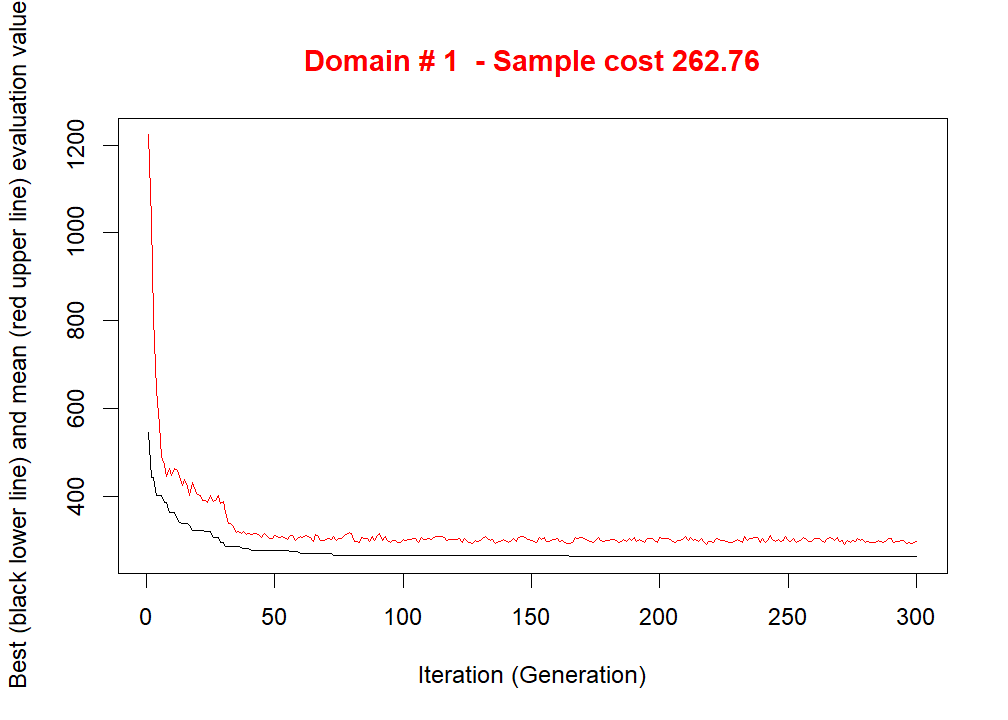 Domain # 1  - Sample cost 262.76
Best (black lower line) and mean (red upper line) evaluation value
1200
1000
800
600
400
0 50 100 150 200 250 300
Iteration (Generation)